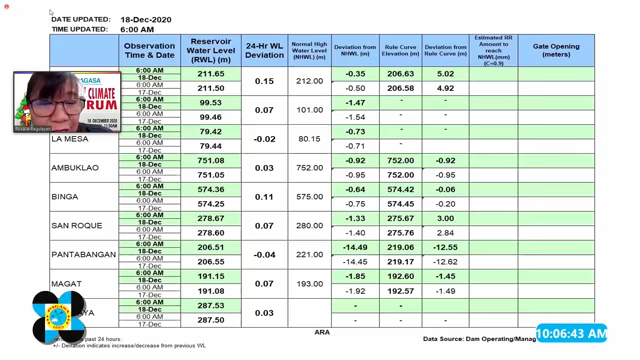 DATE UPDATED: 18-Dec-2020
TIME UPDATED: 6:00 AM
Observation Time & Date
Reservoir Water Level (RWL) (m)
24-Hr WL Deviation
Normal High Water Level (NHWL) (m)
Deviation from NHWL (m)
Rule Curve Elevation (m)
Deviation from Rule Curve (m)
Estimated RR Amount to reach NHWL (mm) (C=0.9)
Gate Opening (meters)
6:00 AM 18-Dec 211.65 0.15 212.00 -0.35 206.63 5.02
6:00 AM 17-Dec 211.50 -0.50 206.58 4.92
6:00 AM 18-Dec 99.53 0.07 101.00 -1.47 - -
6:00 AM 17-Dec 99.46 -1.54 - -
LA MESA 6:00 AM 18-Dec 79.42 -0.02 80.15 -0.73
6:00 AM 17-Dec 79.44 -0.71
AMBUKLAO 6:00 AM 18-Dec 751.08 0.03 752.00 -0.92 752.00 -0.92
6:00 AM 17-Dec 751.05 -0.95 752.00 -0.95
BINGA 6:00 AM 18-Dec 574.36 0.11 575.00 -0.64 574.42 -0.06
6:00 AM 17-Dec 574.25 -0.75 574.45 -0.20
SAN ROQUE 6:00 AM 18-Dec 278.67 0.07 280.00 -1.33 275.67 3.00
6:00 AM 17-Dec 278.60 -1.40 275.76 2.84
PANTABANGAN 6:00 AM 18-Dec 206.51 -0.04 221.00 -14.49 219.06 -12.55
6:00 AM 17-Dec 206.55 -14.45 219.17 -12.62
MAGAT 6:00 AM 18-Dec 191.15 0.07 193.00 -1.85 192.60 -1.45
6:00 AM 17-Dec 191.08 -1.92 192.57 -1.49
6:00 AM 18-Dec 287.53 0.03 - -
6:00 AM 17-Dec 287.50
PAGASA
CLIMATE
RUM
18 DECEMBER 2020
ARA
past 24 hours
+/- Deviation indicates increase/decrease from previous WL
Data Source: Dam Operating/Manag
10:06:43 AM